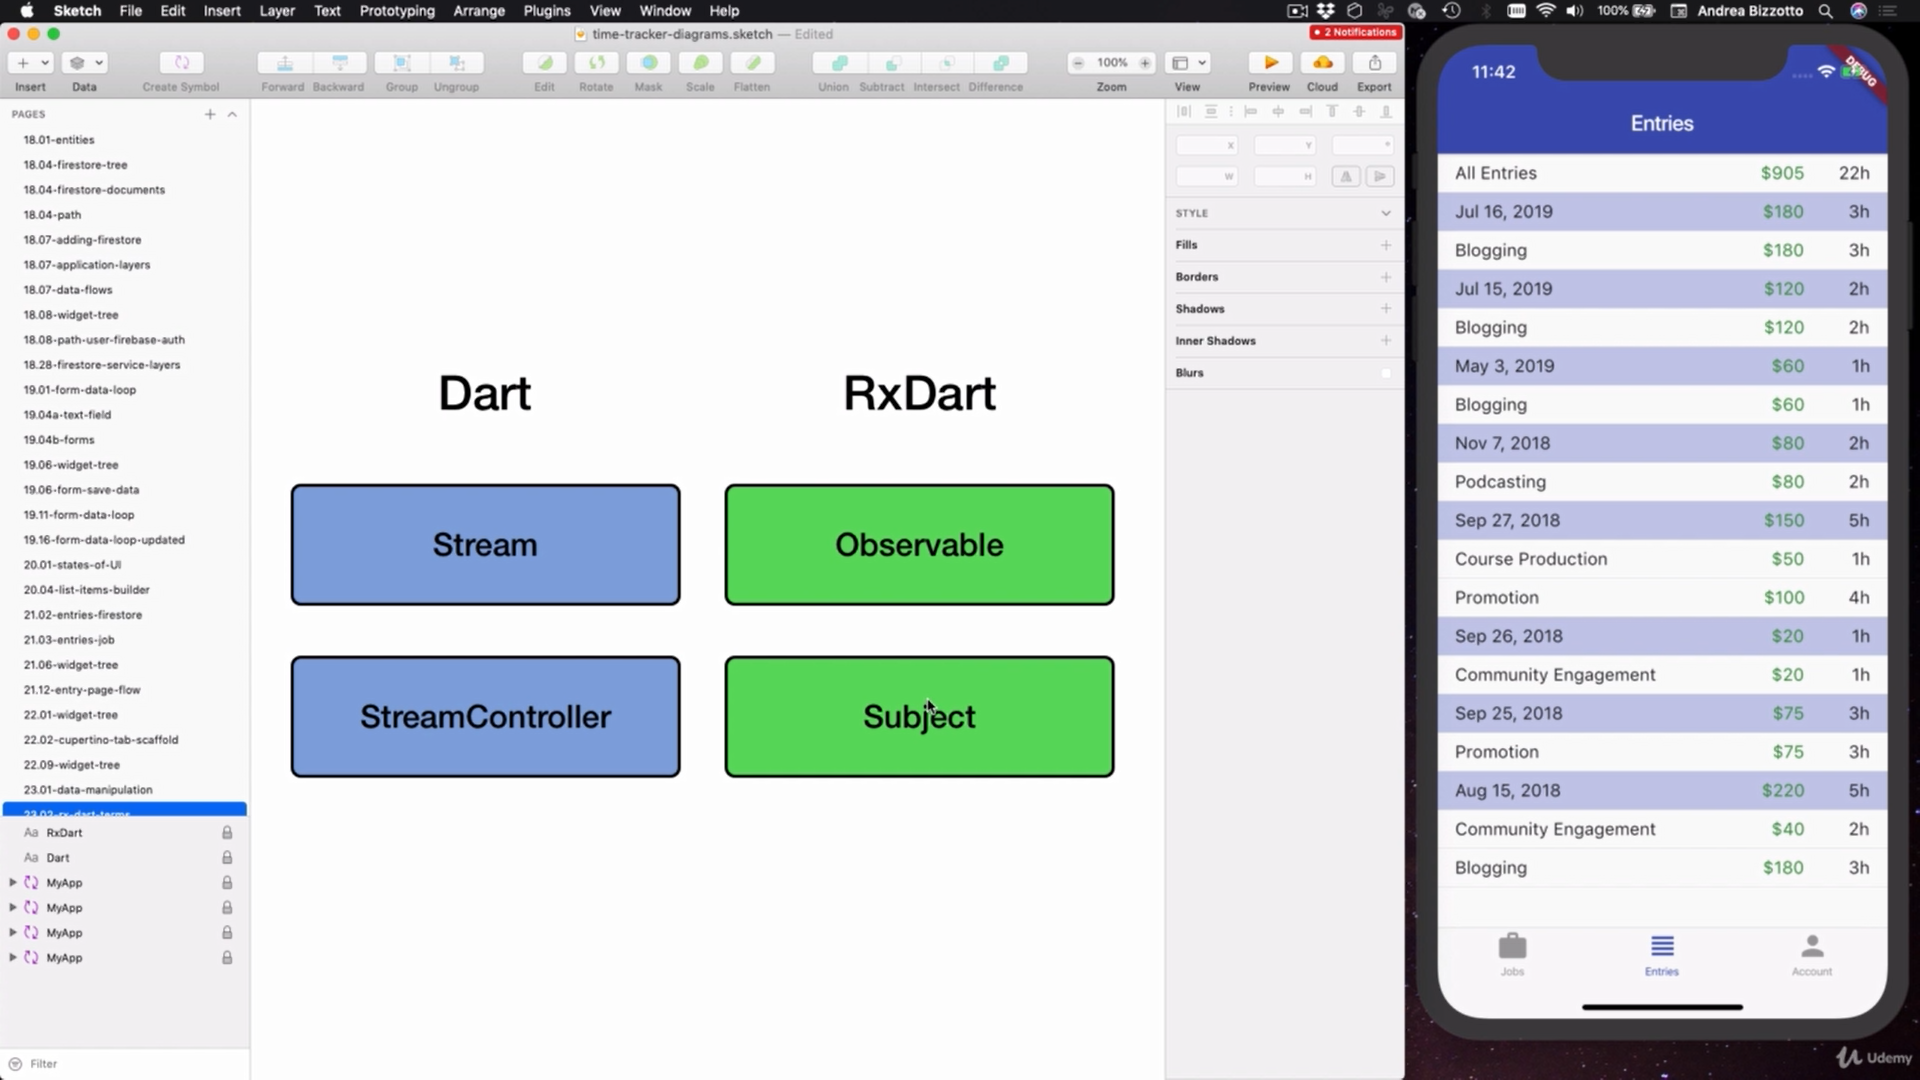 Sketch File Edit Insert Layer Text Prototyping Arrange Plugins View Window Help 100% Andrea Bizzotto
time-tracker-diagrams.sketch — Edited
2 Notifications
100%
Insert Data Create Symbol Forward Backward Group Ungroup Edit Rotate Mask Scale Flatten Union Subtract Intersect Difference Zoom View Preview Cloud Export
PAGES
18.01-entities
18.04-firestore-tree
18.04-firestore-documents
18.04-path
18.07-adding-firestore
18.07-application-layers
18.07-data-flows
18.08-widget-tree
18.08-path-user-firebase-auth
18.28-firestore-service-layers
19.01-form-data-loop
19.04a-text-field
19.04b-forms
19.06-widget-tree
19.06-form-save-data
19.11-form-data-loop
19.16-form-data-loop-updated
20.01-states-of-UI
20.04-list-items-builder
21.02-entries-firestore
21.03-entries-job
21.06-widget-tree
21.12-entry-page-flow
22.01-widget-tree
22.02-cupertino-tab-scaffold
22.09-widget-tree
23.01-data-manipulation
23.02-rx-dart-terms
Aa RxDart
Aa Dart
MyApp
MyApp
MyApp
MyApp
Filter
Dart RxDart
Stream Observable
StreamController Subject
X Y °
W H
STYLE
Fills
Borders
Shadows
Inner Shadows
Blurs
11:42
DEBUG
Entries
All Entries $905 22h
Jul 16, 2019 $180 3h
Blogging $180 3h
Jul 15, 2019 $120 2h
Blogging $120 2h
May 3, 2019 $60 1h
Blogging $60 1h
Nov 7, 2018 $80 2h
Podcasting $80 2h
Sep 27, 2018 $150 5h
Course Production $50 1h
Promotion $100 4h
Sep 26, 2018 $20 1h
Community Engagement $20 1h
Sep 25, 2018 $75 3h
Promotion $75 3h
Aug 15, 2018 $220 5h
Community Engagement $40 2h
Blogging $180 3h
Jobs Entries Account
Udemy